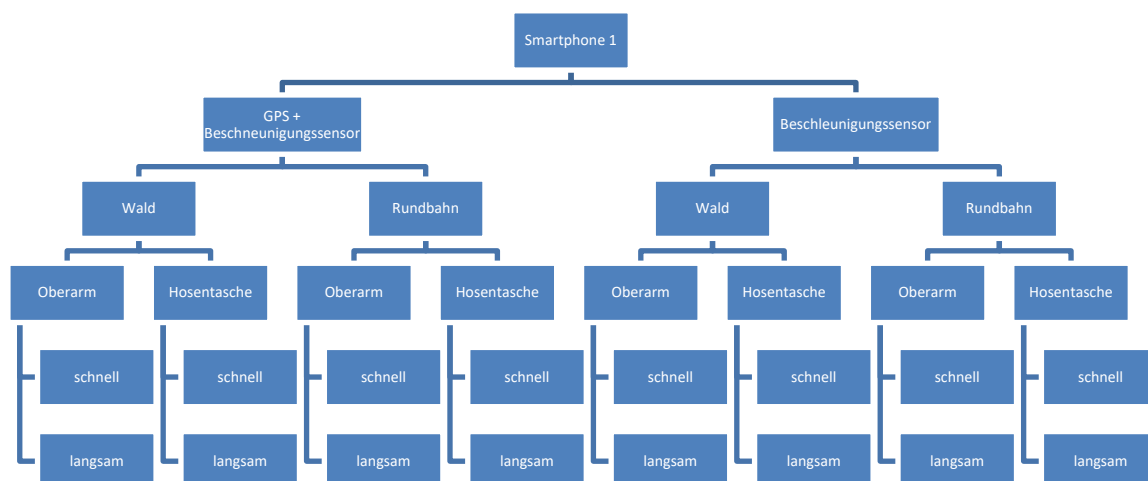 Smartphone 1
GPS +
Beschneunigungssensor
Beschleunigungssensor
Wald
Rundbahn
Wald
Rundbahn
Oberarm
Hosentasche
Oberarm
Hosentasche
Oberarm
Hosentasche
Oberarm
Hosentasche
schnell
schnell
schnell
schnell
schnell
schnell
schnell
schnell
langsam
langsam
langsam
langsam
langsam
langsam
langsam
langsam